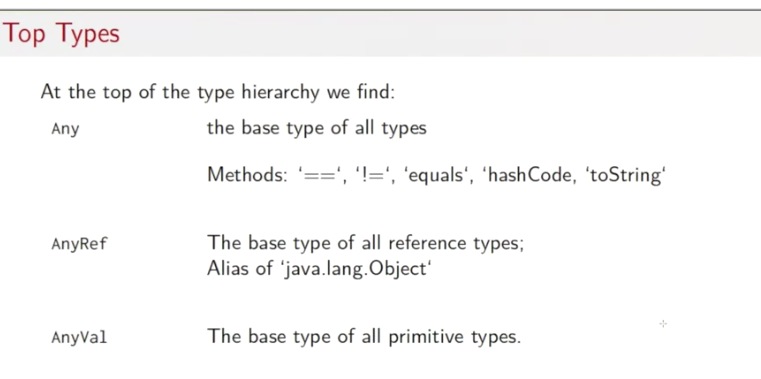 Top Types
At the top of the type hierarchy we find:
Any the base type of all types
Methods: ‘==‘, ‘!=‘, ‘equals‘, ‘hashCode, ‘toString‘
AnyRef The base type of all reference types;
Alias of ‘java.lang.Object‘
AnyVal The base type of all primitive types.